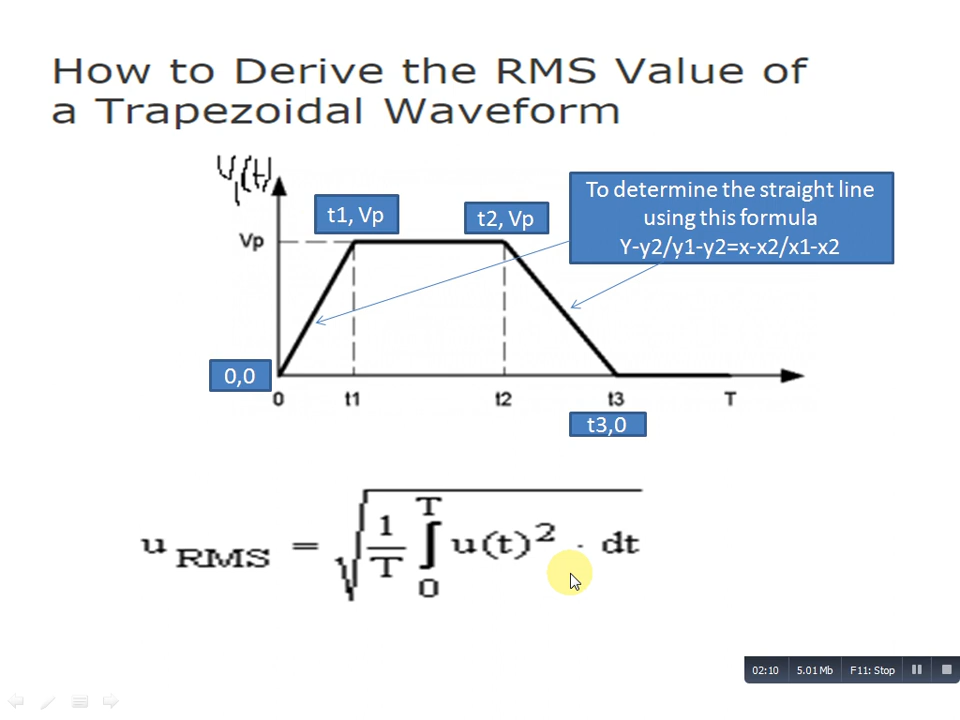 How to Derive the RMS Value of
a Trapezoidal Waveform
V(t)
t1, Vp
t2, Vp
To determine the straight line
using this formula
Y-y2/y1-y2=x-x2/x1-x2
Vp
0,0
0 t1 t2 t3 T
t3,0
u RMS = √ 1/T ∫ 0 T u(t)² · dt
02:10 5.01 Mb F11: Stop